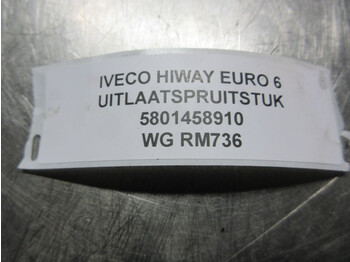 IVECO HIWAY EURO 6
UITLAATSPRUITSTUK
5801458910
WG RM736